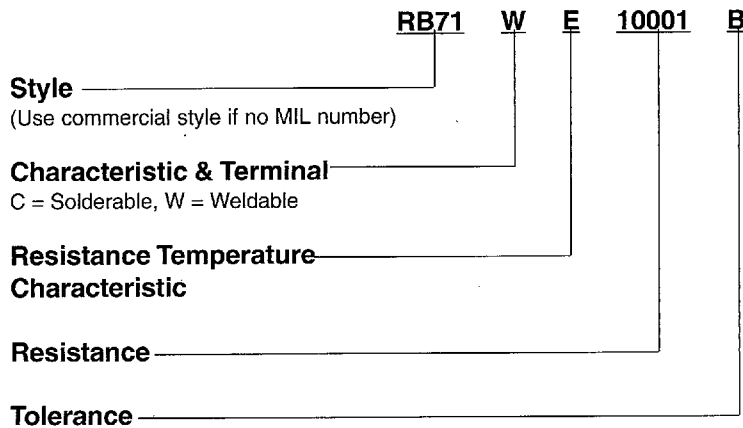 RB71 W E 10001 B
Style
(Use commercial style if no MIL number)
Characteristic & Terminal
C = Solderable, W = Weldable
Resistance Temperature
Characteristic
Resistance
Tolerance